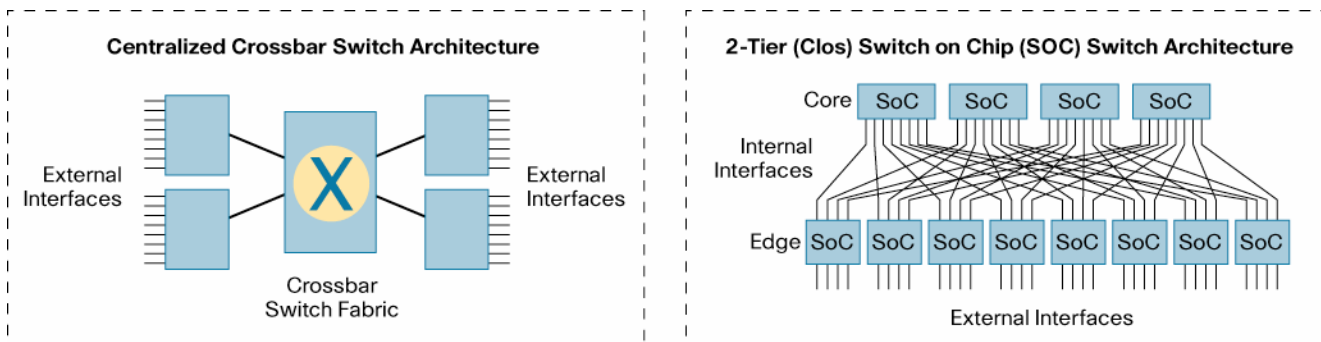 Centralized Crossbar Switch Architecture
External
Interfaces
X
External
Interfaces
Crossbar
Switch Fabric
2-Tier (Clos) Switch on Chip (SOC) Switch Architecture
Core
SoC
SoC
SoC
SoC
Internal
Interfaces
Edge
SoC
SoC
SoC
SoC
SoC
SoC
SoC
SoC
External Interfaces